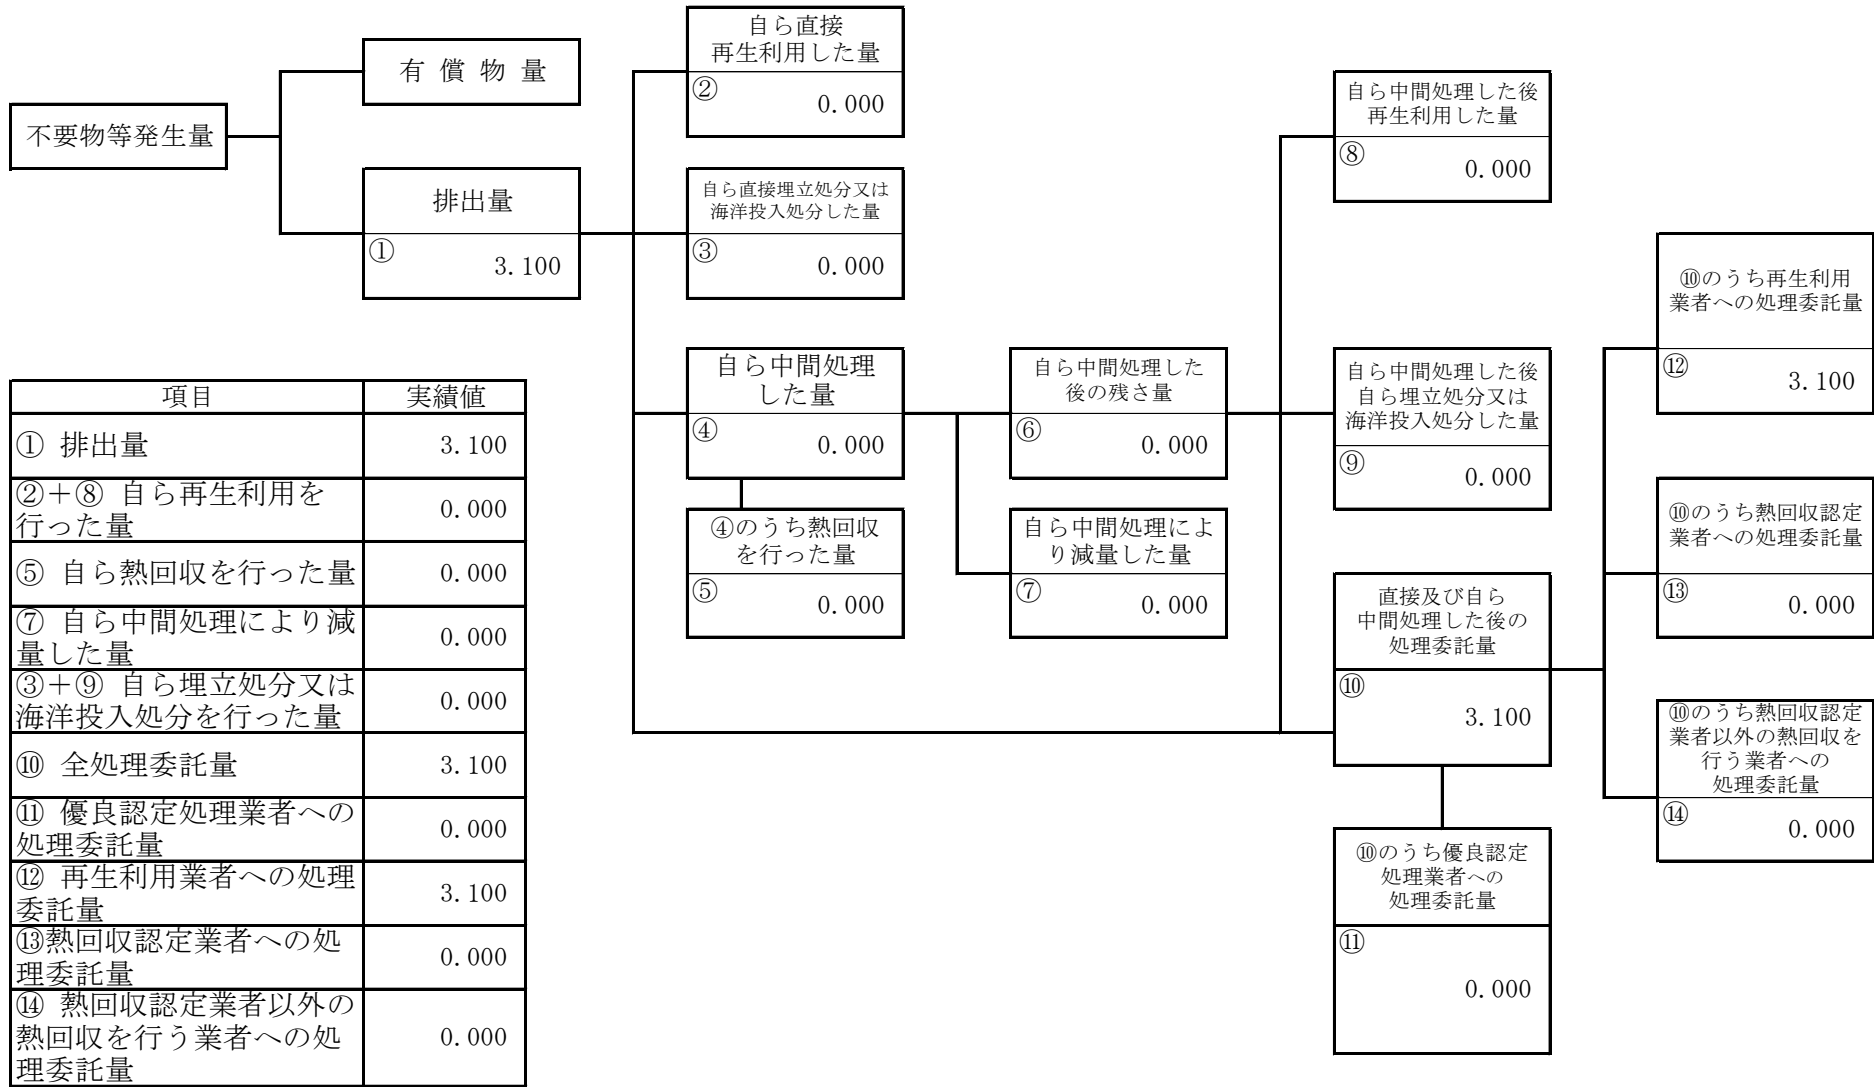 不要物等発生量
有 償 物 量
排出量
①
3.100
自ら直接
再生利用した量
②
0.000
自ら直接埋立処分又は
海洋投入処分した量
③
0.000
自ら中間処理
した量
④
0.000
④のうち熱回収
を行った量
⑤
0.000
自ら中間処理した
後の残さ量
⑥
0.000
自ら中間処理によ
り減量した量
⑦
0.000
自ら中間処理した後
再生利用した量
⑧
0.000
自ら中間処理した後
自ら埋立処分又は
海洋投入処分した量
⑨
0.000
直接及び自ら
中間処理した後の
処理委託量
⑩
3.100
⑩のうち優良認定
処理業者への
処理委託量
⑪
0.000
⑩のうち再生利用
業者への処理委託量
⑫
3.100
⑩のうち熱回収認定
業者への処理委託量
⑬
0.000
⑩のうち熱回収認定
業者以外の熱回収を
行う業者への
処理委託量
⑭
0.000
項目 実績値
① 排出量 3.100
②＋⑧ 自ら再生利用を
行った量 0.000
⑤ 自ら熱回収を行った量 0.000
⑦ 自ら中間処理により減
量した量 0.000
③＋⑨ 自ら埋立処分又は
海洋投入処分を行った量 0.000
⑩ 全処理委託量 3.100
⑪ 優良認定処理業者への
処理委託量 0.000
⑫ 再生利用業者への処理
委託量 3.100
⑬熱回収認定業者への処
理委託量 0.000
⑭ 熱回収認定業者以外の
熱回収を行う業者への処
理委託量 0.000